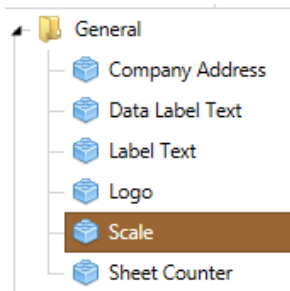 General
Company Address
Data Label Text
Label Text
Logo
Scale
Sheet Counter